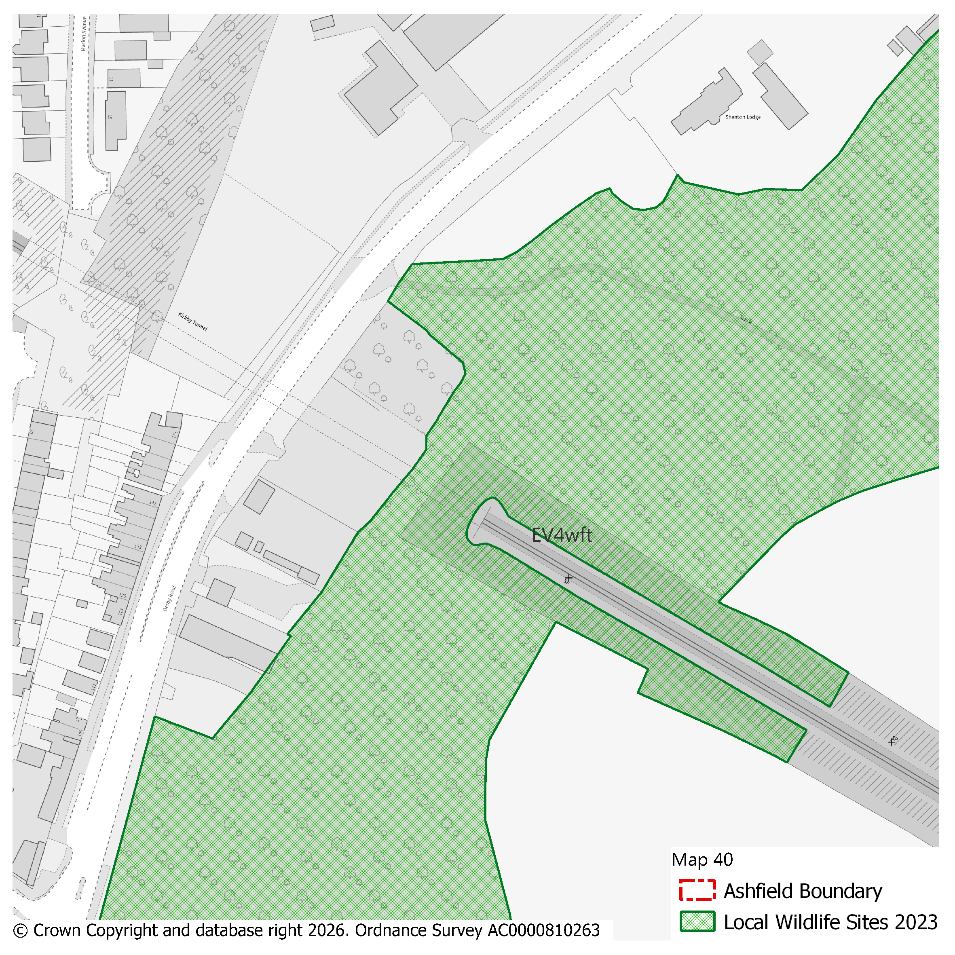 Shenton Lodge
EV4wft
Map 40
Ashfield Boundary
Local Wildlife Sites 2023
© Crown Copyright and database right 2026. Ordnance Survey AC0000810263